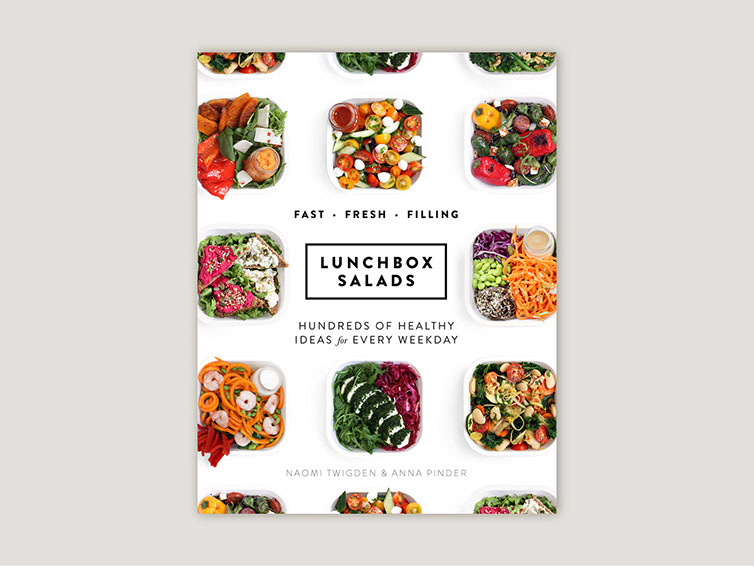 FAST • FRESH • FILLING
LUNCHBOX
SALADS
HUNDREDS OF HEALTHY
IDEAS for EVERY WEEKDAY
NAOMI TWIGDEN & ANNA PINDER